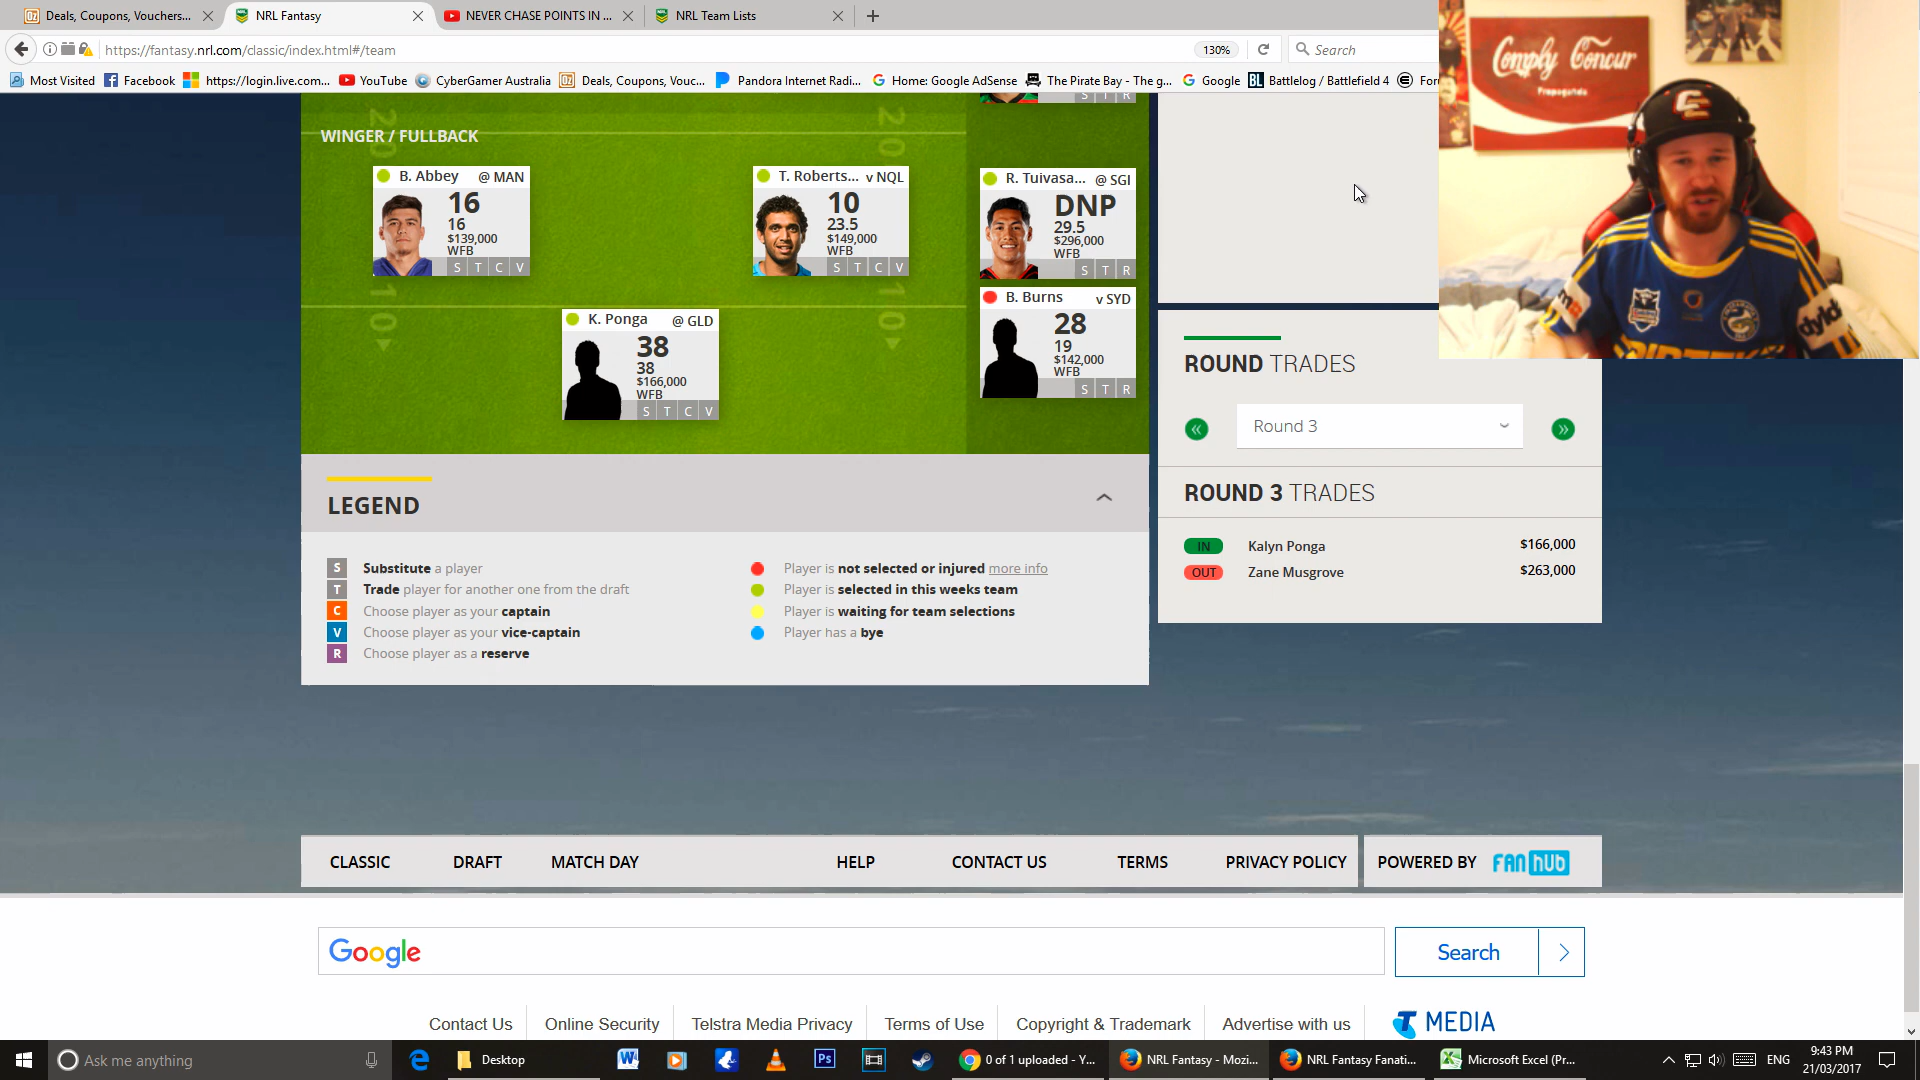 Deals, Coupons, Vouchers...
NRL Fantasy
NEVER CHASE POINTS IN ...
NRL Team Lists
https://fantasy.nrl.com/classic/index.html#/team
130%
Search
Most Visited
Facebook
https://login.live.com...
YouTube
CyberGamer Australia
Deals, Coupons, Vouc...
Pandora Internet Radi...
Home: Google AdSense
The Pirate Bay - The g...
Google
Battlelog / Battlefield 4
For
Comply Concur
Propaganda
dyldc
S T R
WINGER / FULLBACK
B. Abbey @ MAN
16
16
$139,000
WFB
S T C V
T. Roberts... v NQL
10
23.5
$149,000
WFB
S T C V
R. Tuivasa... @ SGI
DNP
29.5
$296,000
WFB
S T R
K. Ponga @ GLD
38
38
$166,000
WFB
S T C V
B. Burns v SYD
28
19
$142,000
WFB
S T R
20
20
10
10
ROUND TRADES
Round 3
ROUND 3 TRADES
IN Kalyn Ponga $166,000
OUT Zane Musgrove $263,000
LEGEND
S Substitute a player
T Trade player for another one from the draft
C Choose player as your captain
V Choose player as your vice-captain
R Choose player as a reserve
Player is not selected or injured more info
Player is selected in this weeks team
Player is waiting for team selections
Player has a bye
CLASSIC DRAFT MATCH DAY HELP CONTACT US TERMS PRIVACY POLICY POWERED BY FANHUB
Google
Search
Contact Us Online Security Telstra Media Privacy Terms of Use Copyright & Trademark Advertise with us T MEDIA
Ask me anything
Desktop
0 of 1 uploaded - Y...
NRL Fantasy - Mozi...
NRL Fantasy Fanati...
Microsoft Excel (Pr...
ENG
9:43 PM
21/03/2017